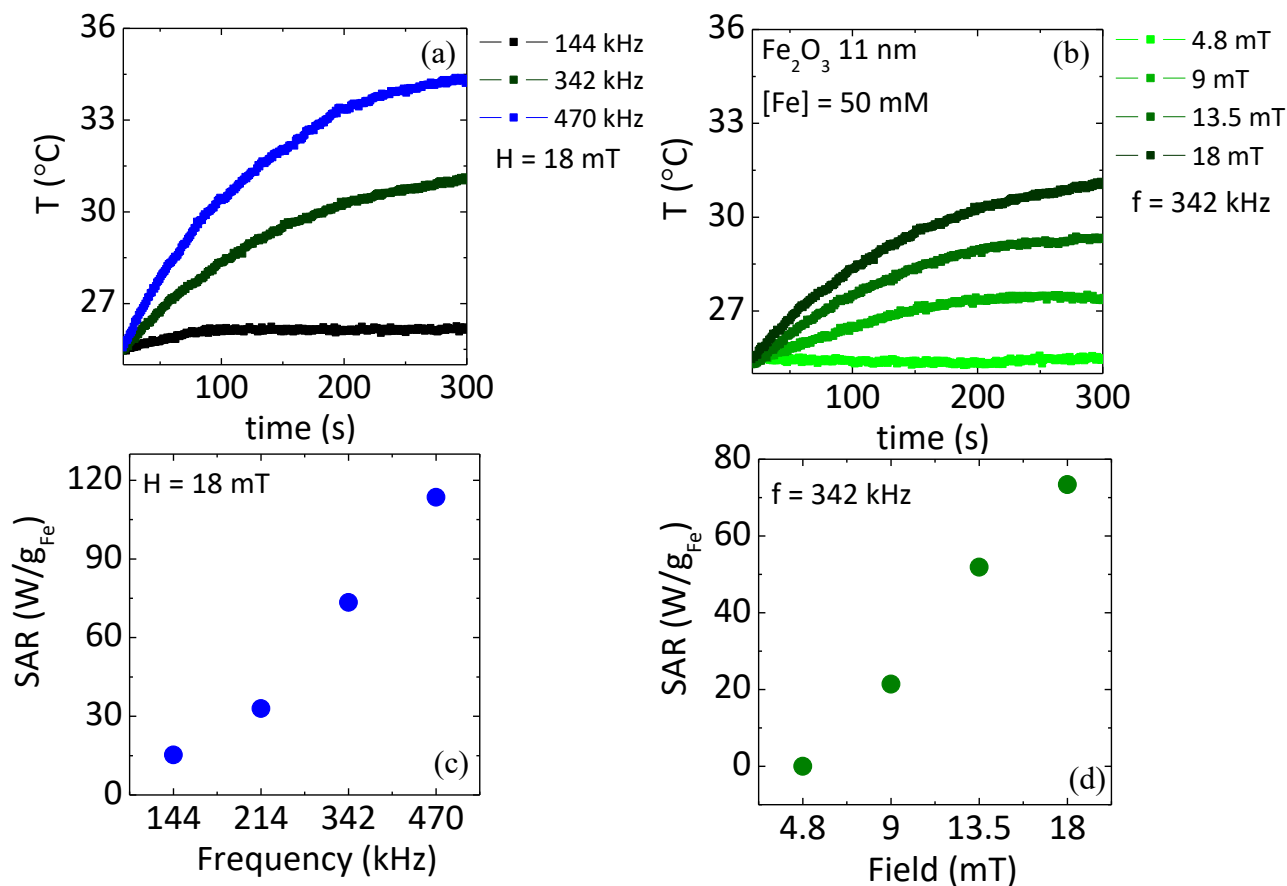 (a)
36
33
30
27
T (°C)
100
200
300
time (s)
144 kHz
342 kHz
470 kHz
H = 18 mT
(b)
Fe₂O₃ 11 nm
[Fe] = 50 mM
36
33
30
27
T (°C)
100
200
300
time (s)
4.8 mT
9 mT
13.5 mT
18 mT
f = 342 kHz
H = 18 mT
120
90
60
30
0
SAR (W/g_Fe)
(c)
144
214
342
470
Frequency (kHz)
f = 342 kHz
80
60
40
20
0
SAR (W/g_Fe)
(d)
4.8
9
13.5
18
Field (mT)